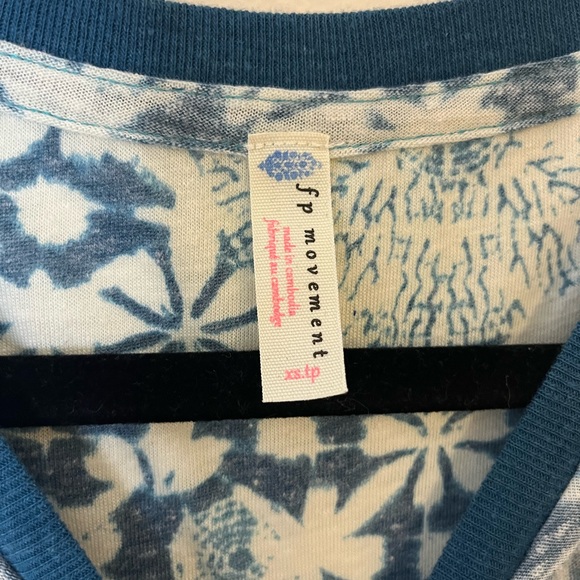 fp movement
made in cambodia
fabriqué au cambodge
xs.tp